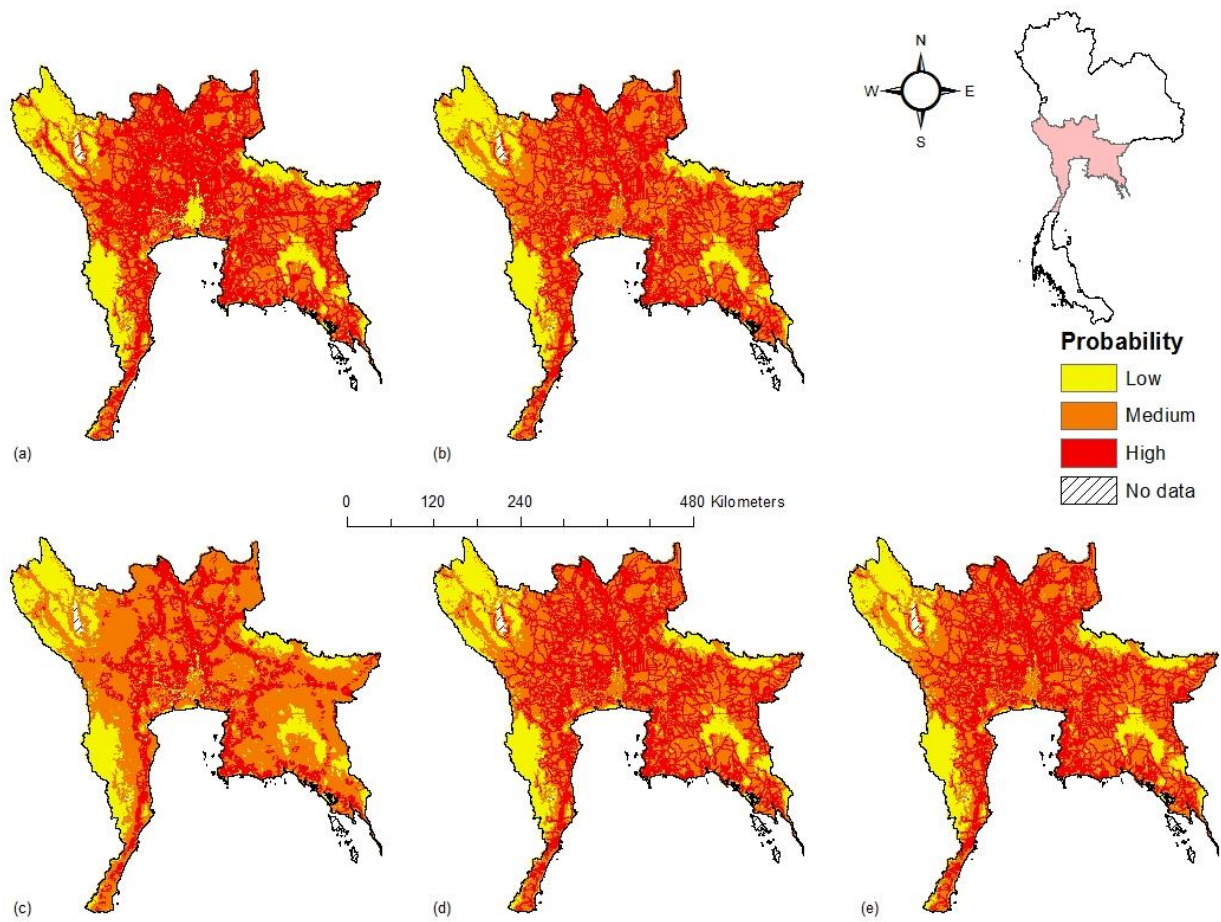 N
W E
S
Probability
Low
Medium
High
No data
(a)
(b)
0 120 240 480 Kilometers
(c)
(d)
(e)